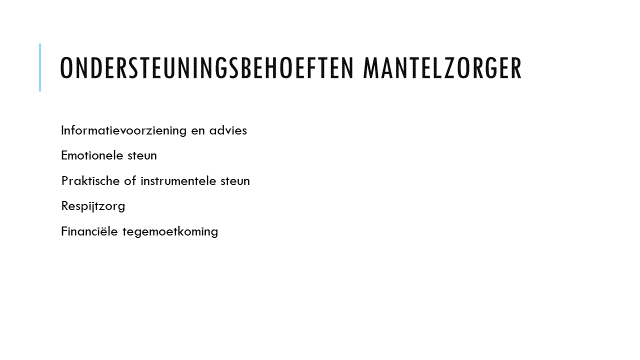 ONDERSTEUNINGSBEHOEFTEN MANTELZORGER
Informatievoorziening en advies
Emotionele steun
Praktische of instrumentele steun
Respijtzorg
Financiële tegemoetkoming